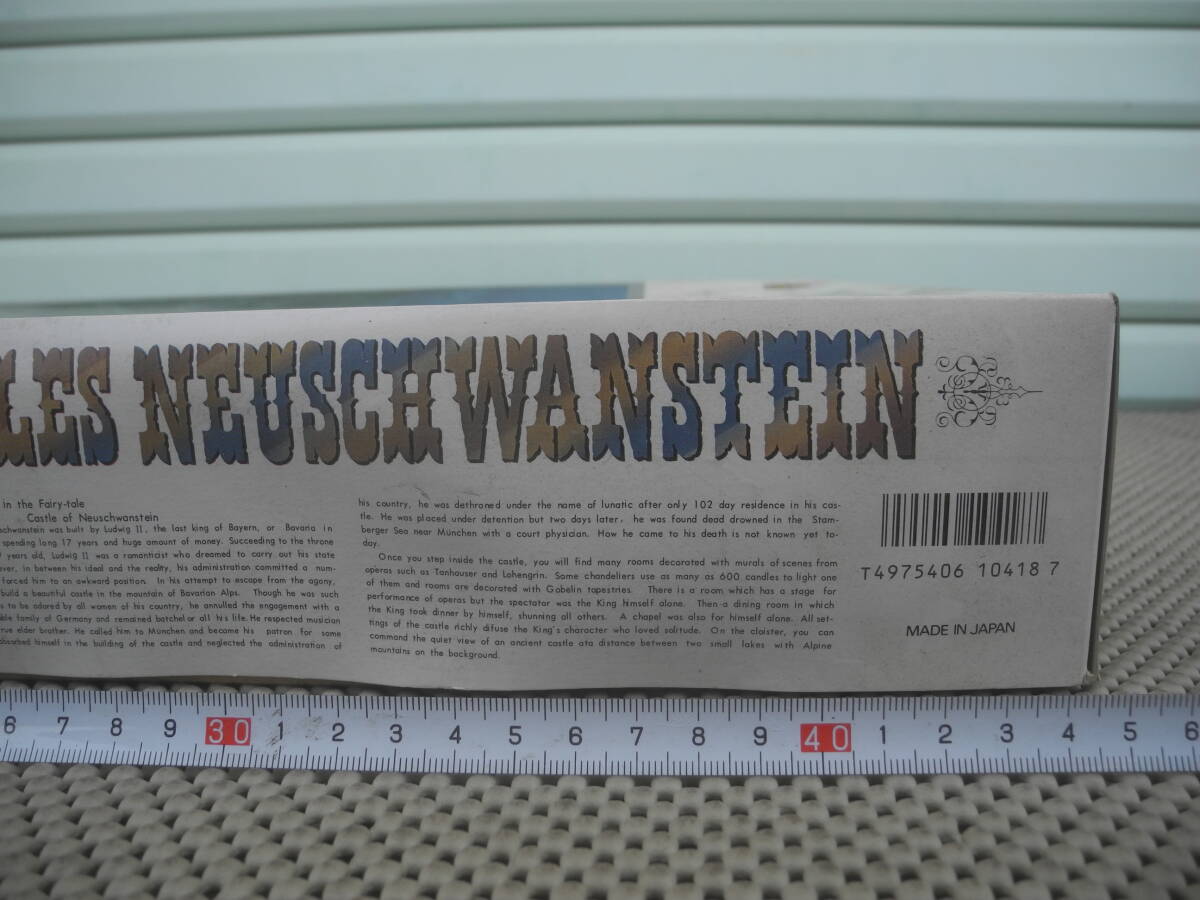 LES NEUSCHWANSTEIN
in the Fairy-tale
Castle of Neuschwanstein
schwanstein was built by Ludwig II, the last king of Bayern, or Bavaria in
spending long 17 years and huge amount of money. Succeeding to the throne
years old, Ludwig II was a romanticist who dreamed to carry out his state
ever, in between his ideal and the reality, his administration committed a num-
forced him to an awkward position. In his attempt to escape from the agony,
build a beautiful castle in the mountain of Bavarian Alps. Though he was such
s to be adored by all women of his country, he annulled the engagement with a
ble family of Germany and remained batchelor all his life. He respected musician
rue elder brother. He called him to München and became his patron for some
absorbed himself in the building of the castle and neglected the administration of
his country, he was dethroned under the name of lunatic after only 102 day residence in his cas-
tle. He was placed under detention but two days later, he was found dead drowned in the Stam-
berger Sea near München with a court physician. How he came to his death is not known yet to-
day.
Once you step inside the castle, you will find many rooms decorated with murals of scenes from
operas such as Tanhauser and Lohengrin. Some chandeliers use as many as 600 candles to light one
of them and rooms are decorated with Gobelin tapestries. There is a room which has a stage for
performance of operas but the spectator was the King himself alone. Then a dining room in which
the King took dinner by himself, shunning all others. A chapel was also for himself alone. All set-
tings of the castle richly difuse the King's character who loved solitude. On the cloister, you can
command the quiet view of an ancient castle ata distance between two small lakes with Alpine
mountains on the background.
T4975406 104187
MADE IN JAPAN
6 7 8 9 30 1 2 3 4 5 6 7 8 9 40 1 2 3 4 5 6